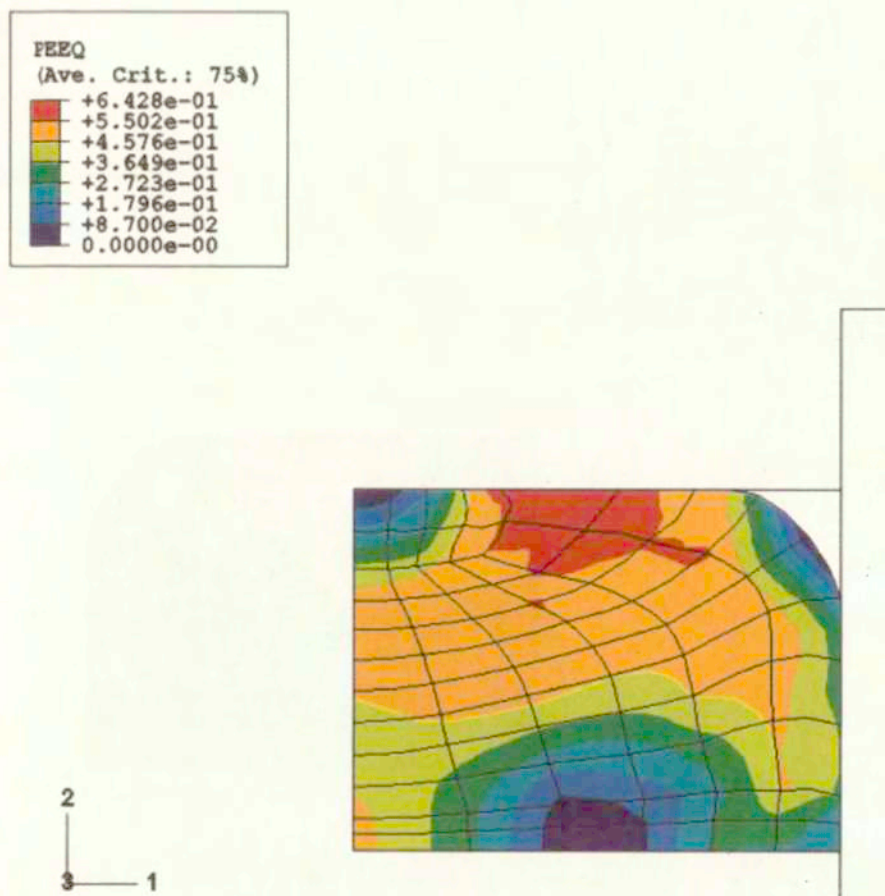 PEEQ
(Ave. Crit.: 75%)
+6.428e-01
+5.502e-01
+4.576e-01
+3.649e-01
+2.723e-01
+1.796e-01
+8.700e-02
0.0000e-00
2
3
1